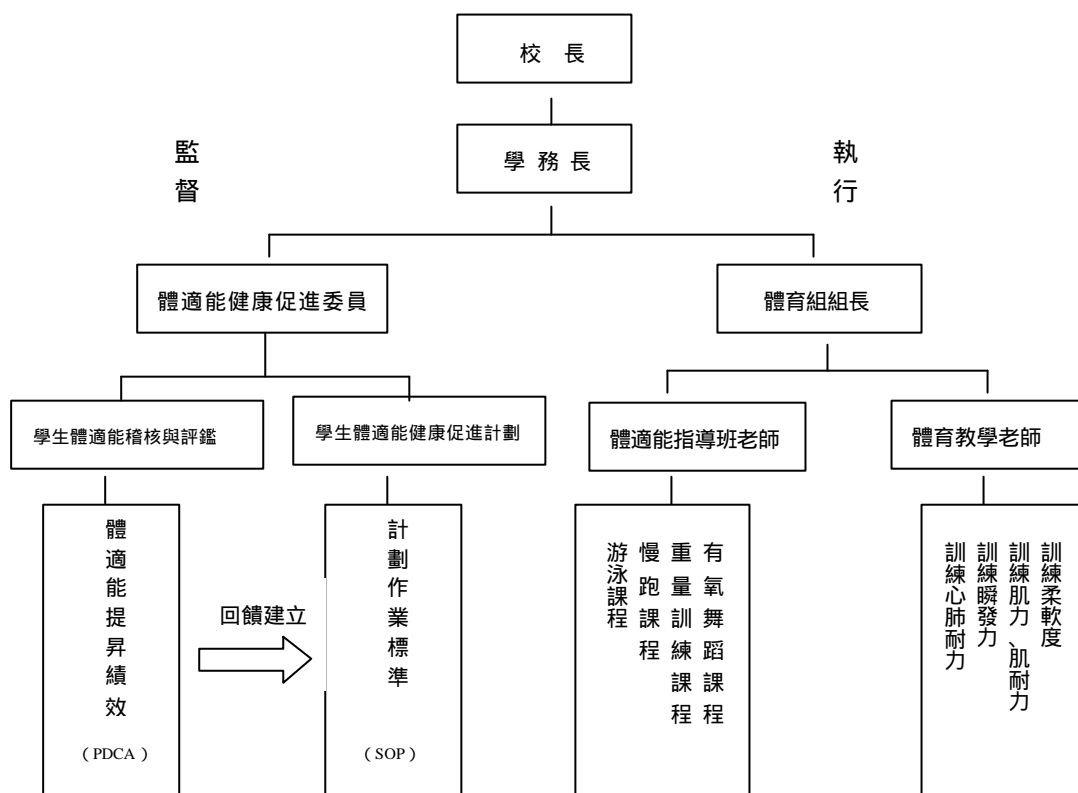 校 長
學 務 長
監督
執行
體適能健康促進委員
體育組組長
學生體適能稽核與評鑑
學生體適能健康促進計劃
體適能指導班老師
體育教學老師
體適能提昇績效
(PDCA)
回饋建立
計劃作業標準
(SOP)
有氧舞蹈課程
重量訓練課程
慢跑課程
游泳課程
訓練柔軟度
訓練肌力、肌耐力
訓練瞬發力
訓練心肺耐力